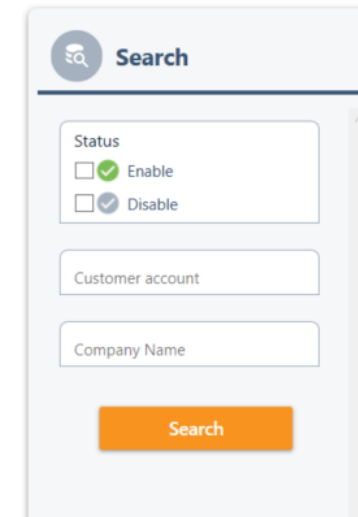 Search
Status
Enable
Disable
Customer account
Company Name
Search